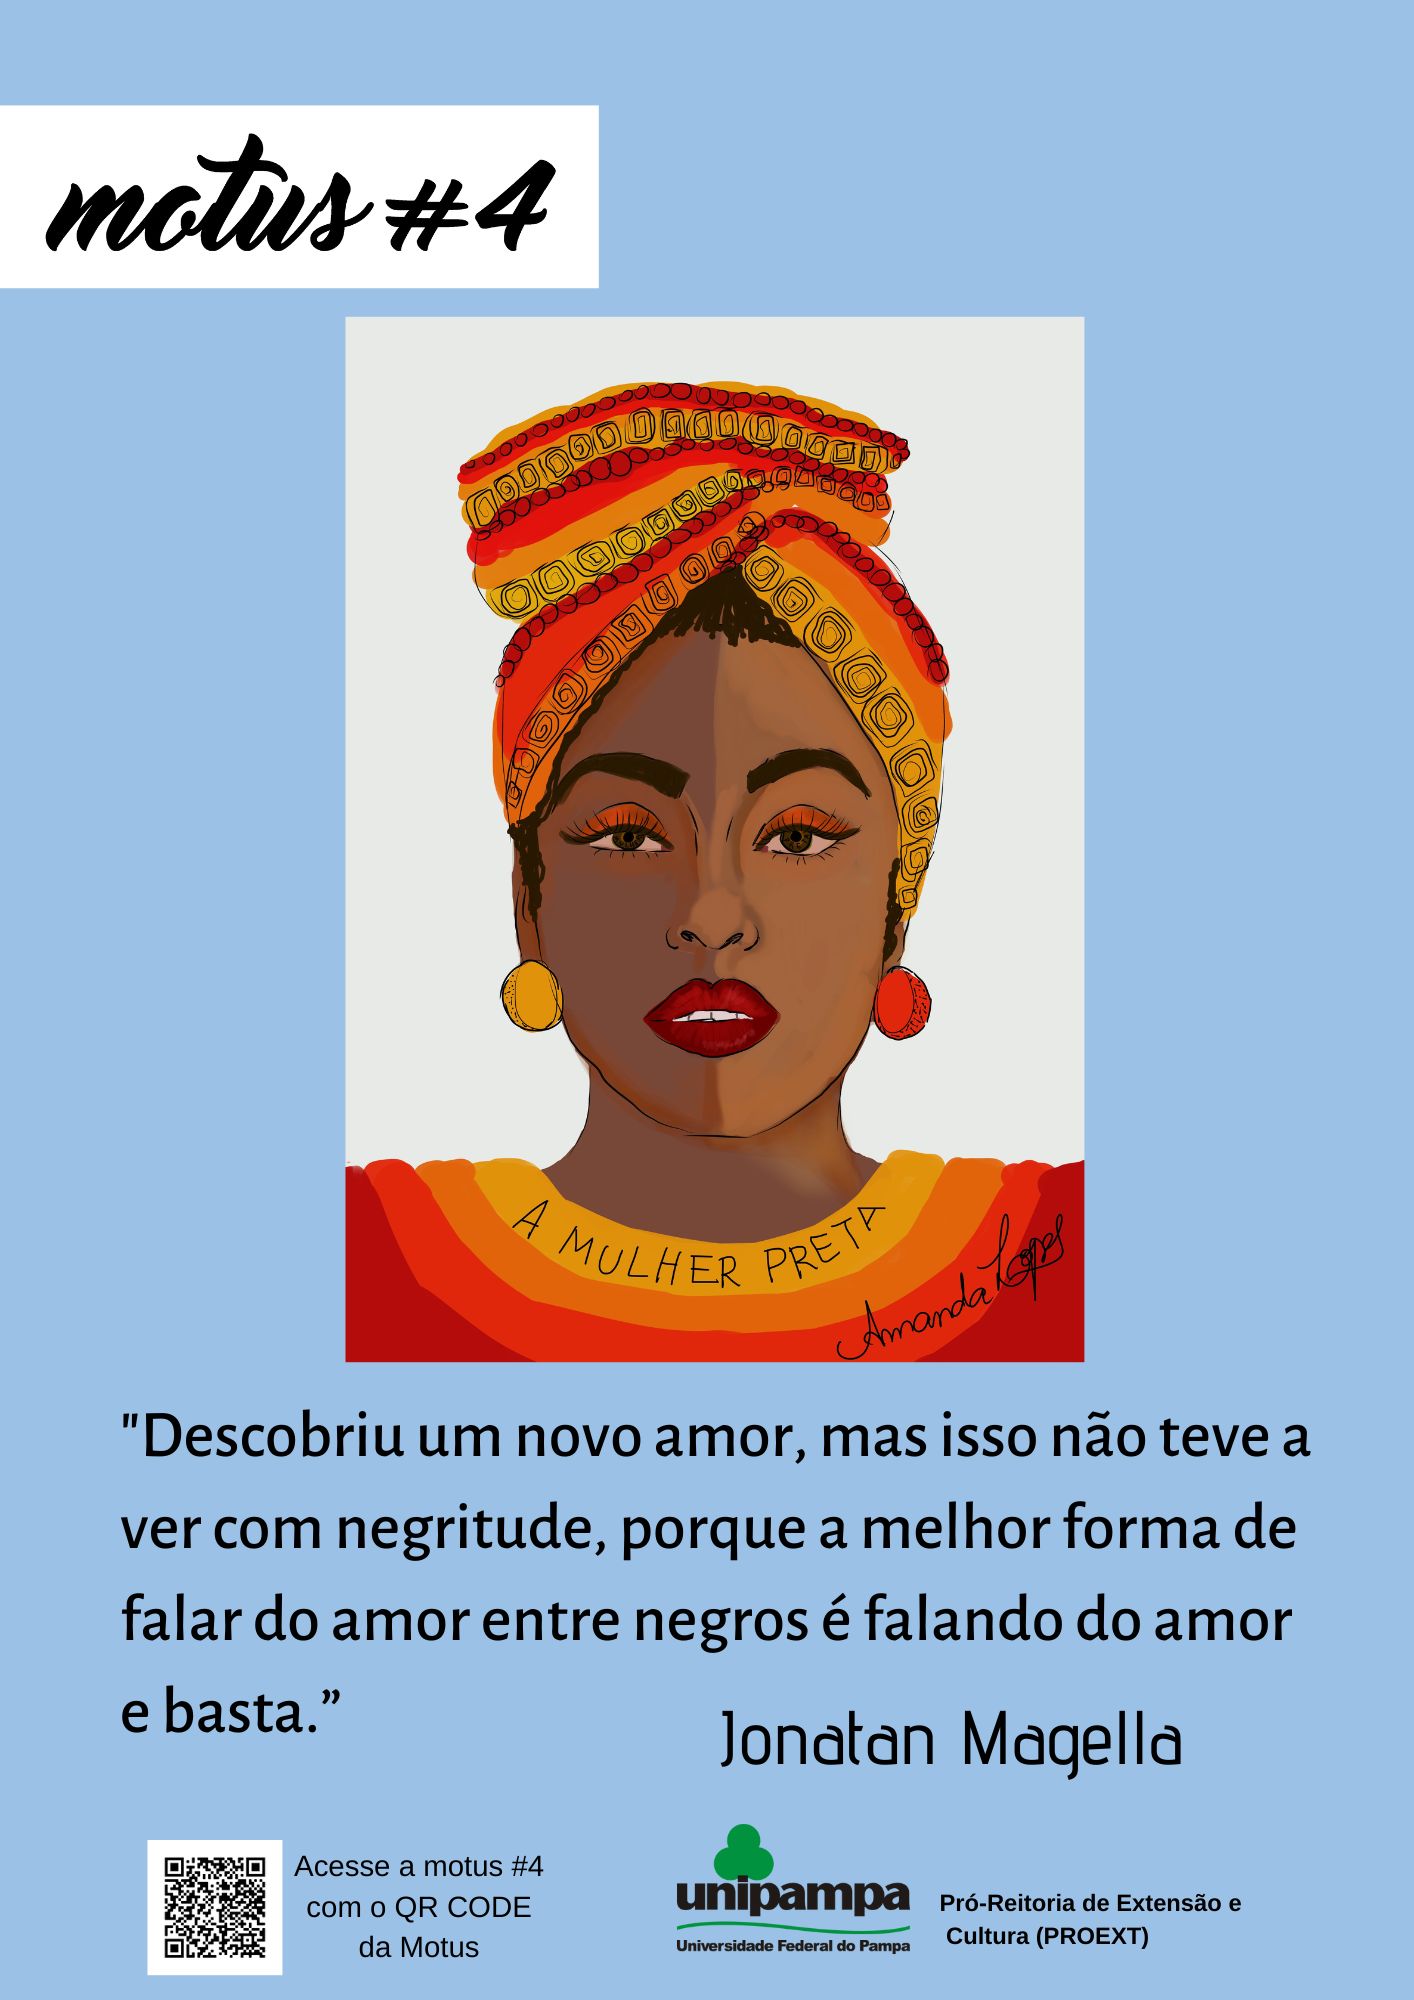 motus #4
A MULHER PRETA
Amanda Lopes
"Descobriu um novo amor, mas isso não teve a
ver com negritude, porque a melhor forma de
falar do amor entre negros é falando do amor
e basta.”
Jonatan Magella
Acesse a motus #4
com o QR CODE
da Motus
unipampa
Universidade Federal do Pampa
Pró-Reitoria de Extensão e
Cultura (PROEXT)